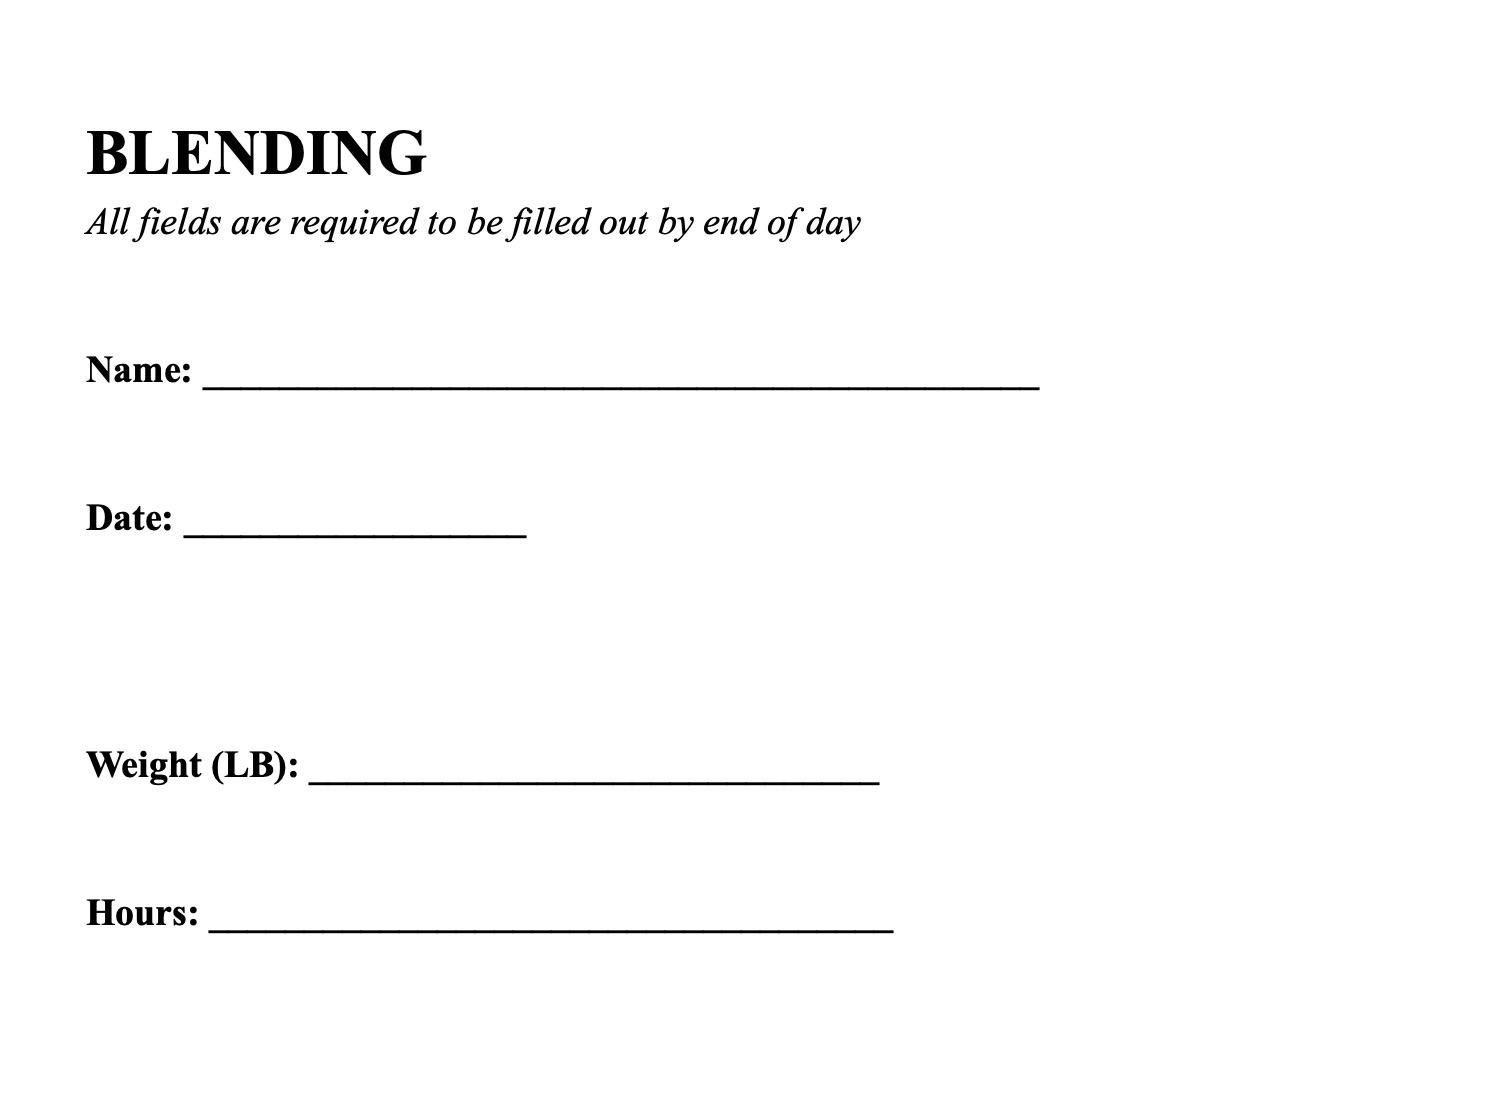 BLENDING
All fields are required to be filled out by end of day
Name: ____________________________________________
Date: __________________
Weight (LB): ______________________________
Hours: ____________________________________